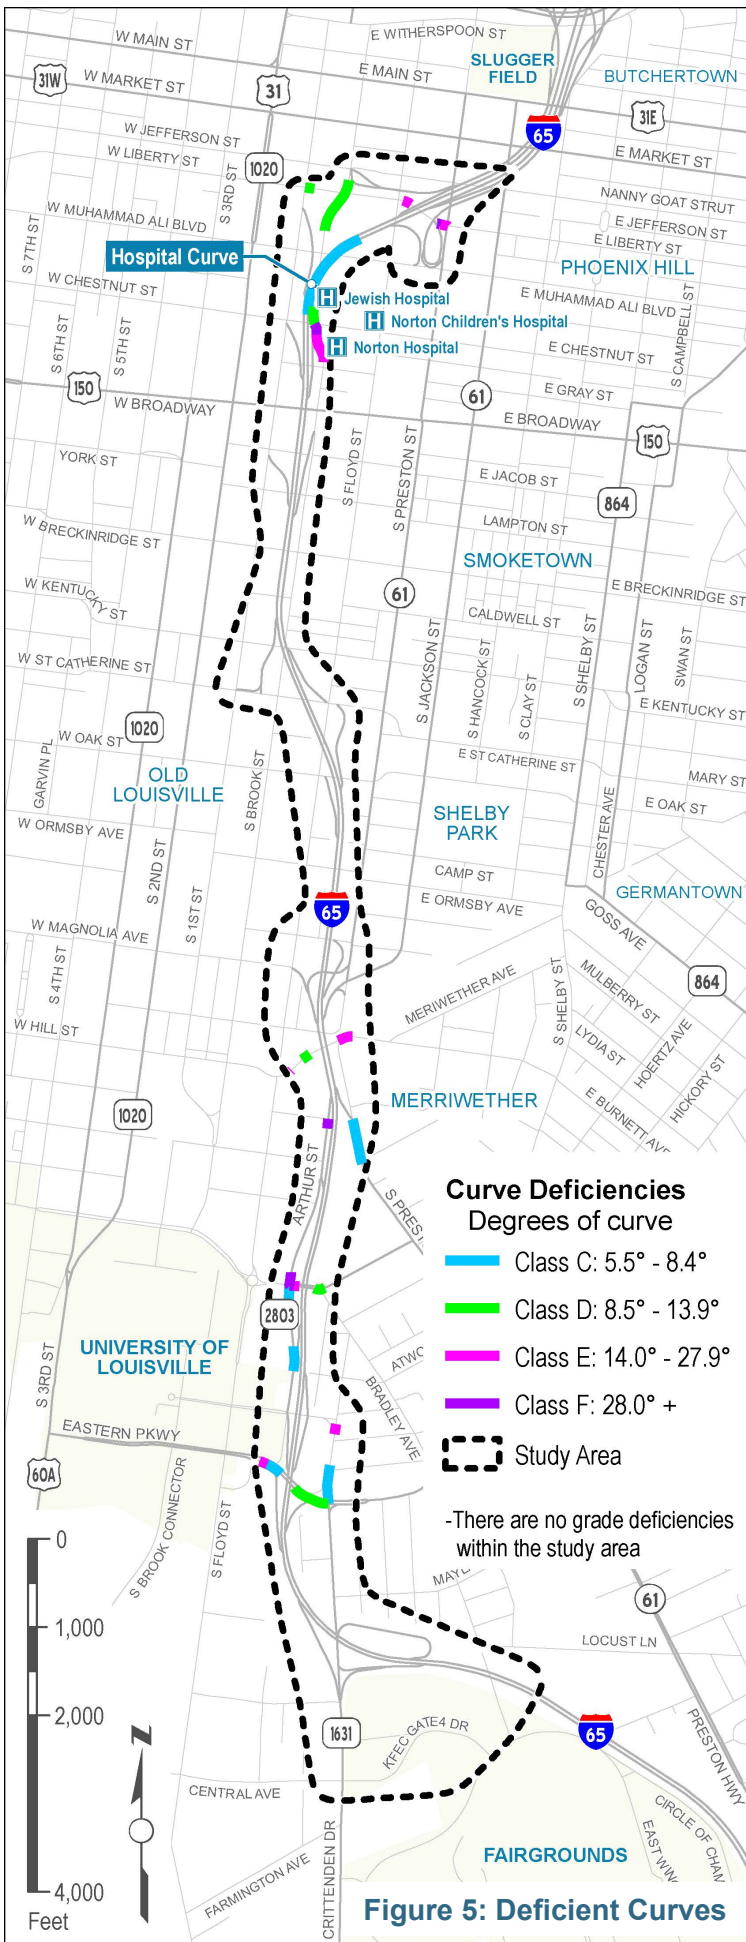 W MAIN ST
E WITHERSPOON ST
SLUGGER
FIELD
BUTCHERTOWN
31W
W MARKET ST
31
E MAIN ST
31E
65
W JEFFERSON ST
W LIBERTY ST
1020
S 3RD ST
E MARKET ST
NANNY GOAT STRUT
E JEFFERSON ST
E LIBERTY ST
W MUHAMMAD ALI BLVD
S 7TH ST
Hospital Curve
PHOENIX HILL
W CHESTNUT ST
H Jewish Hospital
E MUHAMMAD ALI BLVD
H Norton Children's Hospital
S CAMPBELL ST
S 6TH ST
S 5TH ST
H Norton Hospital
E CHESTNUT ST
150
W BROADWAY
61
E GRAY ST
E BROADWAY
150
YORK ST
S FLOYD ST
S PRESTON ST
E JACOB ST
864
LAMPTON ST
W BRECKINRIDGE ST
SMOKETOWN
W KENTUCKY ST
61
E BRECKINRIDGE ST
CALDWELL ST
W ST CATHERINE ST
S JACKSON ST
S HANCOCK ST
S CLAY ST
S SHELBY ST
LOGAN ST
SWAN ST
E KENTUCKY ST
1020
W OAK ST
E ST CATHERINE ST
GARVIN PL
OLD
LOUISVILLE
S BROOK ST
MARY ST
E OAK ST
W ORMSBY AVE
SHELBY
PARK
CHESTER AVE
S 2ND ST
CAMP ST
GERMANTOWN
S 1ST ST
65
E ORMSBY AVE
GOSS AVE
W MAGNOLIA AVE
S 4TH ST
MERIWETHER AVE
S SHELBY ST
MULBERRY ST
864
W HILL ST
LYDIA ST
HOERTZ AVE
HICKORY ST
1020
MERRIWETHER
E BURNETT AVE
ARTHUR ST
S PREST
Curve Deficiencies
Degrees of curve
Class C: 5.5° - 8.4°
Class D: 8.5° - 13.9°
Class E: 14.0° - 27.9°
Class F: 28.0° +
Study Area
-There are no grade deficiencies
within the study area
2803
UNIVERSITY OF
LOUISVILLE
S 3RD ST
ATWO
BRADLEY AVE
EASTERN PKWY
60A
S BROOK CONNECTOR
S FLOYD ST
0
1,000
2,000
4,000
Feet
MAYL
61
LOCUST LN
1631
KFEC GATE4 DR
65
PRESTON HWY
Z
CENTRAL AVE
CRITTENDEN DR
FARMINGTON AVE
FAIRGROUNDS
EAST WING
CIRCLE OF CHAM
Figure 5: Deficient Curves